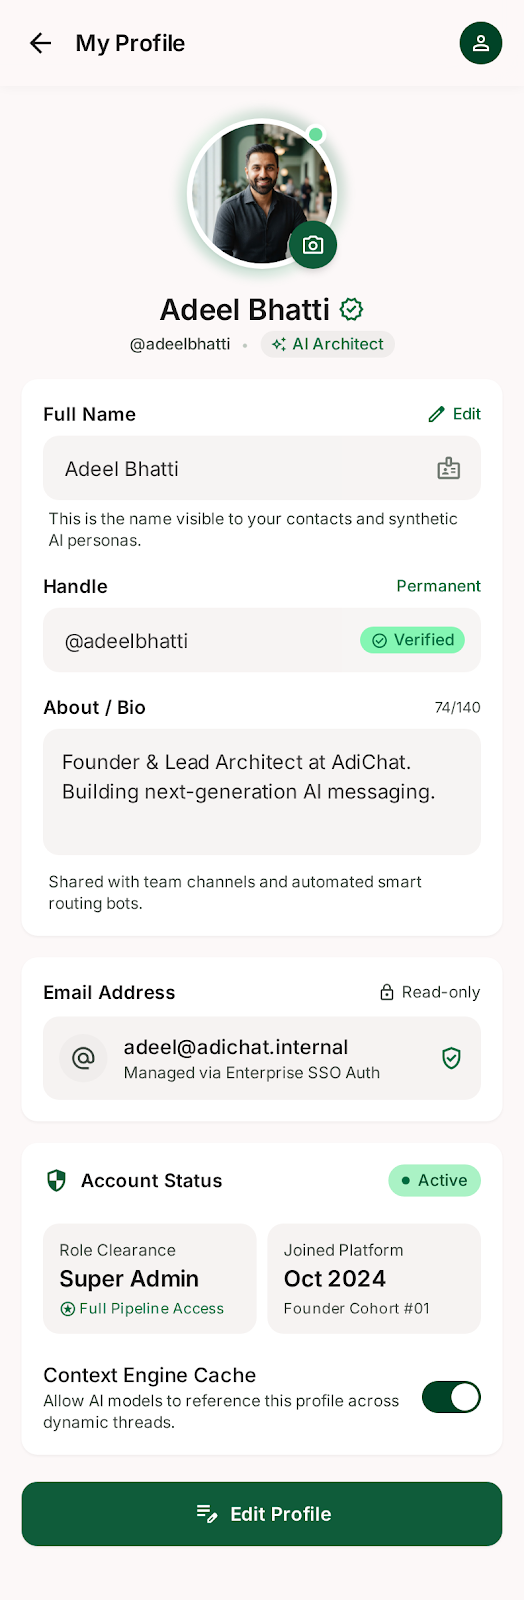 My Profile
Adeel Bhatti
@adeelbhatti • AI Architect
Full Name
Edit
Adeel Bhatti
This is the name visible to your contacts and synthetic
AI personas.
Handle
Permanent
@adeelbhatti
Verified
About / Bio
74/140
Founder & Lead Architect at AdiChat.
Building next-generation AI messaging.
Shared with team channels and automated smart
routing bots.
Email Address
Read-only
adeel@adichat.internal
Managed via Enterprise SSO Auth
Account Status
Active
Role Clearance
Super Admin
Full Pipeline Access
Joined Platform
Oct 2024
Founder Cohort #01
Context Engine Cache
Allow AI models to reference this profile across
dynamic threads.
Edit Profile